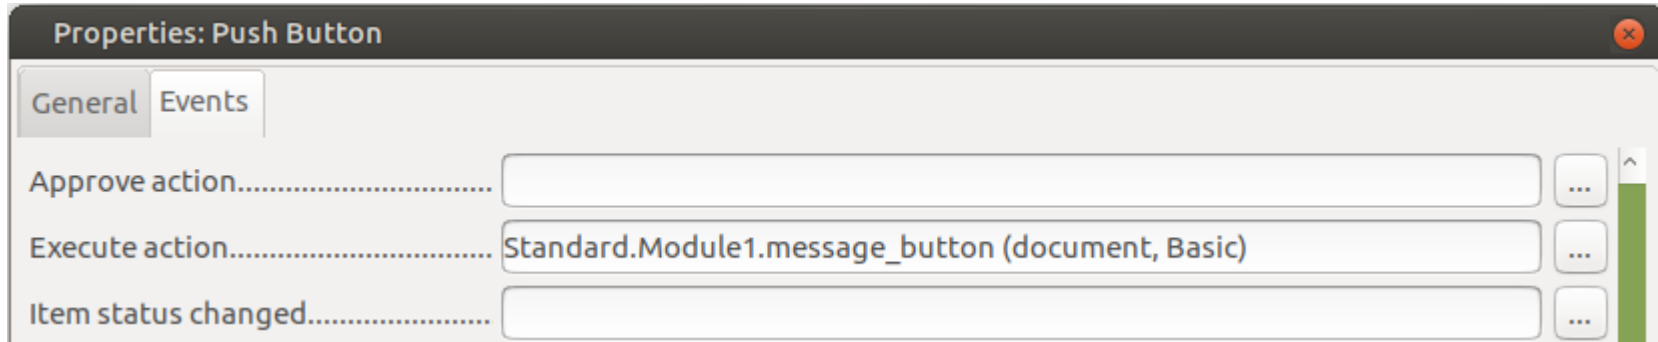 Properties: Push Button
General Events
Approve action.............................. ...
Execute action............................... Standard.Module1.message_button (document, Basic) ...
Item status changed...................... ...